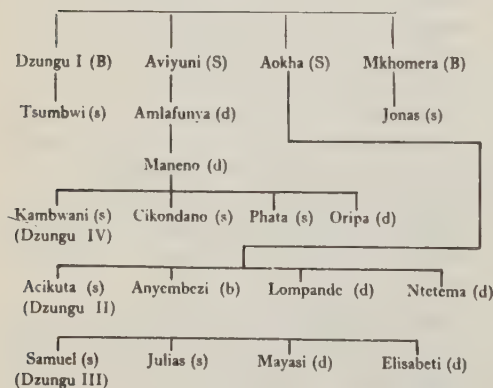 Dzungu I (B) Aviyuni (S) Aokha (S) Mkhomera (B)
Tsumbwi (s) Amlafunya (d) Jonas (s)
Maneno (d)
Kambwani (s) Cikondano (s) Phata (s) Oripa (d)
(Dzungu IV)
Acikuta (s) Anyembezi (b) Lompande (d) Ntetema (d)
(Dzungu II)
Samuel (s) Julias (s) Mayasi (d) Elisabeti (d)
(Dzungu III)